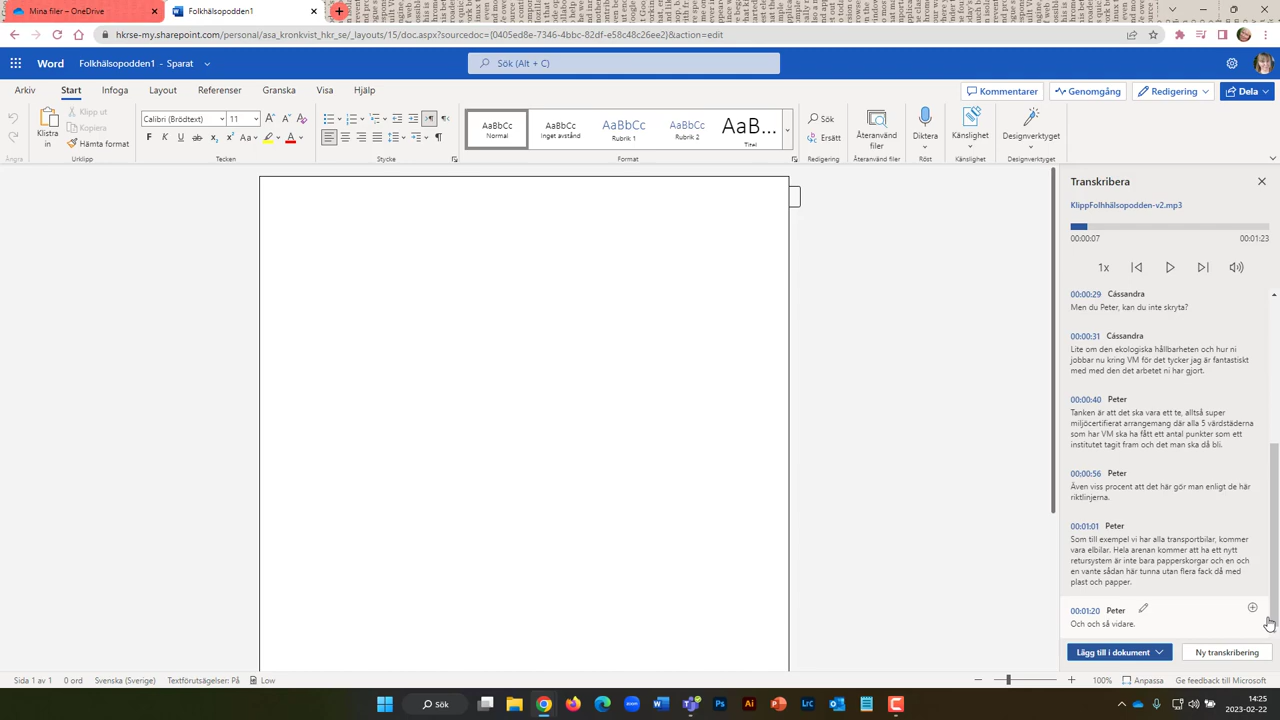 Mina filer – OneDrive
Folkhälsopodden1
hkrse-my.sharepoint.com/personal/asa_kronkvist_hkr_se/_layouts/15/doc.aspx?sourcedoc={0405ed8e-7346-4bbc-82df-e58c48c26ee2}&action=edit
Word Folkhälsopodden1 - Sparat
Sök (Alt + C)
Arkiv Start Infoga Layout Referenser Granska Visa Hjälp
Kommentarer Genomgång Redigering Dela
Klistra in
Klipp ut
Kopiera
Hämta format
Calibri (Brödtext) 11
AaBbCc Normal
AaBbCc Inget avstånd
AaBbCc Rubrik 1
AaBbCc Rubrik 2
AaB... Titel
Sök
Ersätt
Återanvänd filer
Diktera
Känslighet
Designverktyget
Ångra Urklipp Tecken Stycke Format Redigering Återanvänd filer Röst Känslighet Designverktyget
Transkribera
KlippFolhhälsopodden-v2.mp3
00:00:07 00:01:23
1x
00:00:29 Cássandra
Men du Peter, kan du inte skryta?
00:00:31 Cássandra
Lite om den ekologiska hållbarheten och hur ni
jobbar nu kring VM för det tycker jag är fantastiskt
med med den det arbetet ni har gjort.
00:00:40 Peter
Tanken är att det ska vara ett te, alltså super
miljöcertifierat arrangemang där alla 5 värdstäderna
som har VM ska ha fått ett antal punkter som ett
institutet tagit fram och det man ska då bli.
00:00:56 Peter
Även viss procent att det här gör man enligt de här
riktlinjerna.
00:01:01 Peter
Som till exempel vi har alla transportbilar, kommer
vara elbilar. Hela arenan kommer att ha ett nytt
retursystem är inte bara papperskorgar och en och
en vante sådan här tunna utan flera fack då med
plast och papper.
00:01:20 Peter
Och och så vidare.
Lägg till i dokument Ny transkribering
Sida 1 av 1 0 ord Svenska (Sverige) Textförutsägelser: På Low 100% Anpassa Ge feedback till Microsoft
Sök
14:25
2023-02-22